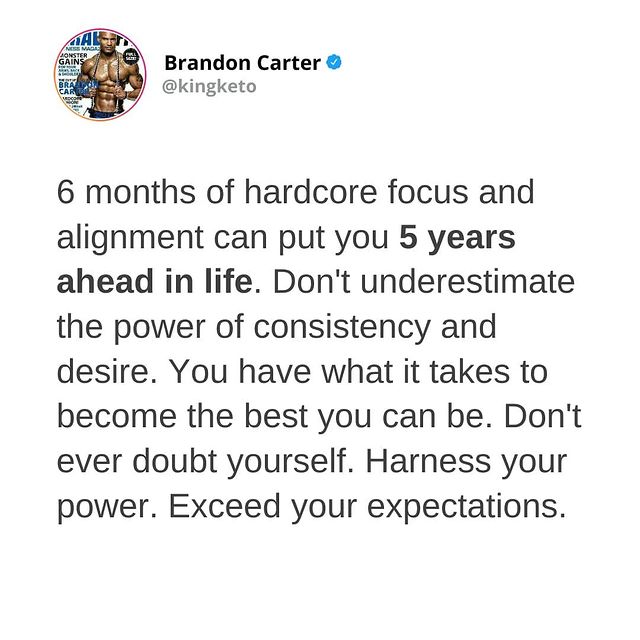 Brandon Carter
@kingketo
6 months of hardcore focus and
alignment can put you 5 years
ahead in life. Don't underestimate
the power of consistency and
desire. You have what it takes to
become the best you can be. Don't
ever doubt yourself. Harness your
power. Exceed your expectations.